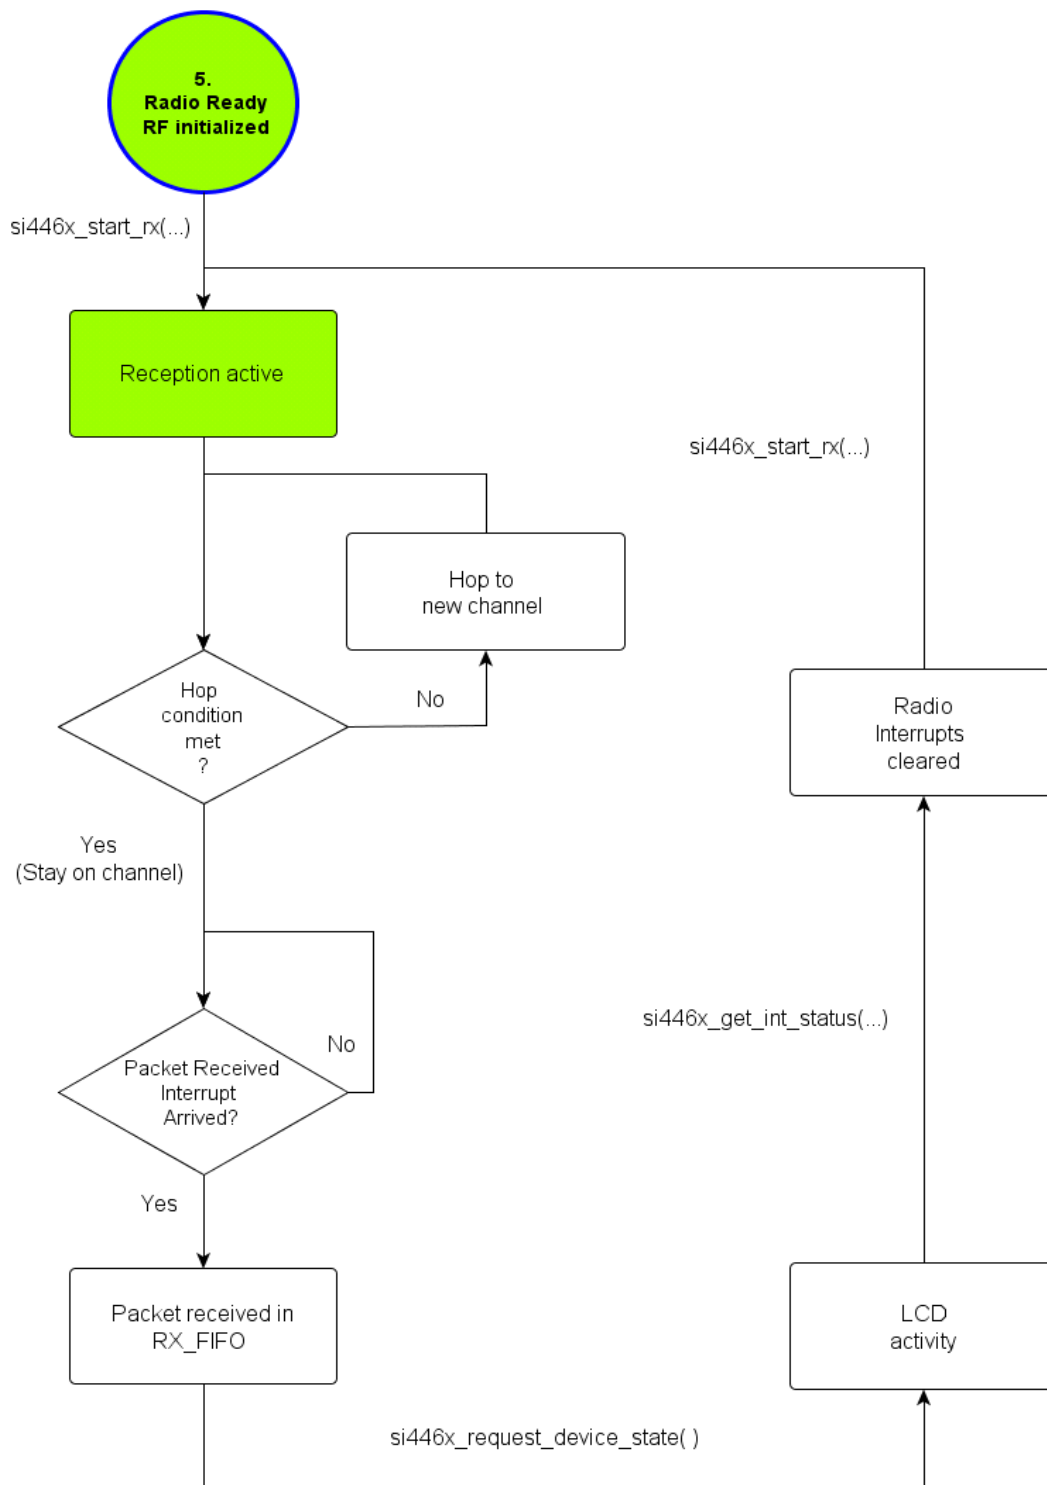 5.
Radio Ready
RF initialized
si446x_start_rx(...)
Reception active
si446x_start_rx(...)
Hop to
new channel
Hop
condition
met
?
No
Radio
Interrupts
cleared
Yes
(Stay on channel)
si446x_get_int_status(...)
No
Packet Received
Interrupt
Arrived?
Yes
Packet received in
RX_FIFO
LCD
activity
si446x_request_device_state( )